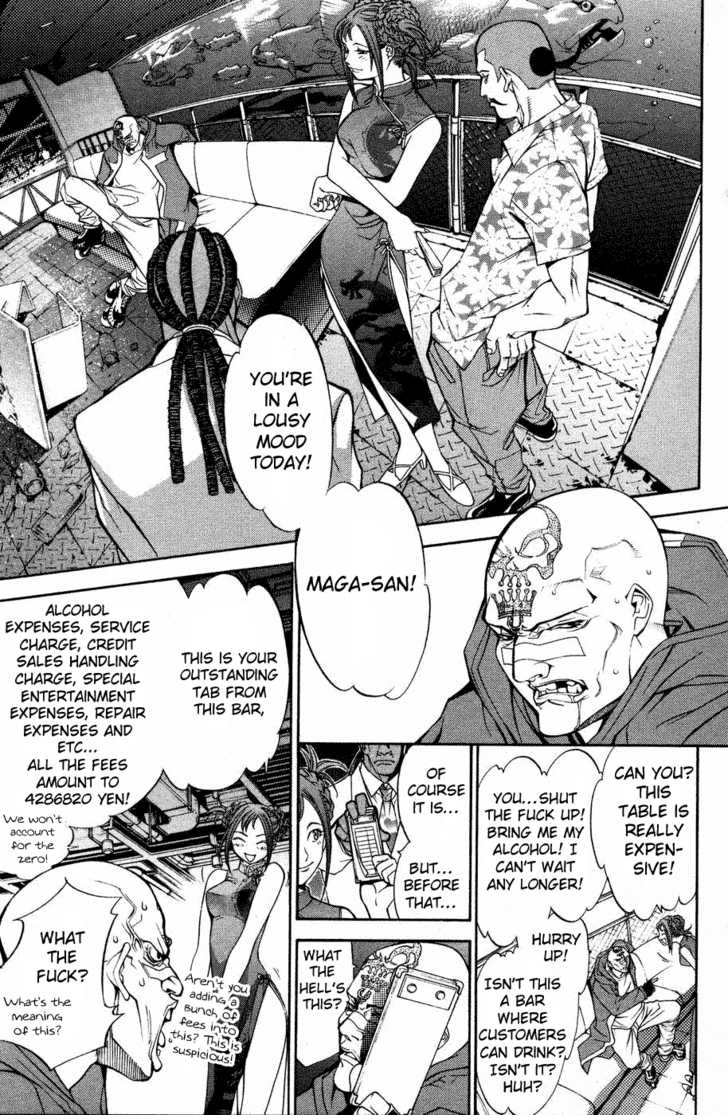 YOU'RE
IN A
LOUSY
MOOD
TODAY!
MAGA-SAN!
CAN YOU?
THIS
TABLE IS
REALLY
EXPEN-
SIVE!
YOU...SHUT
THE FUCK UP!
BRING ME MY
ALCOHOL! I
CAN'T WAIT
ANY LONGER!
HURRY
UP!
ISN'T THIS
A BAR
WHERE
CUSTOMERS
CAN DRINK?
ISN'T IT?
HUH?
OF
COURSE
IT IS...
BUT...
BEFORE
THAT...
WHAT
THE
HELL'S
THIS?
THIS IS YOUR
OUTSTANDING
TAB FROM
THIS BAR,
ALCOHOL
EXPENSES, SERVICE
CHARGE, CREDIT
SALES HANDLING
CHARGE, SPECIAL
ENTERTAINMENT
EXPENSES, REPAIR
EXPENSES AND
ETC...
ALL THE FEES
AMOUNT TO
4286820 YEN!
We won't
account
for the
zero!
WHAT
THE
FUCK?
What's the
meaning
of this?
Aren't you
adding a
bunch of
fees into
this? This is
suspicious!